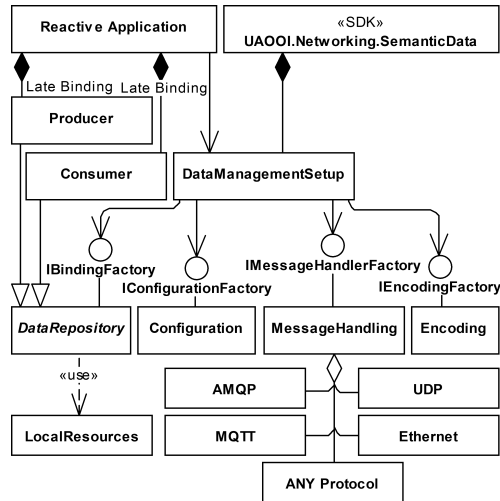 Reactive Application
«SDK»
UAOOI.Networking.SemanticData
Late Binding
Late Binding
Producer
Consumer
DataManagementSetup
IBindingFactory
IMessageHandlerFactory
IConfigurationFactory
IEncodingFactory
DataRepository
Configuration
MessageHandling
Encoding
«use»
AMQP
UDP
LocalResources
MQTT
Ethernet
ANY Protocol